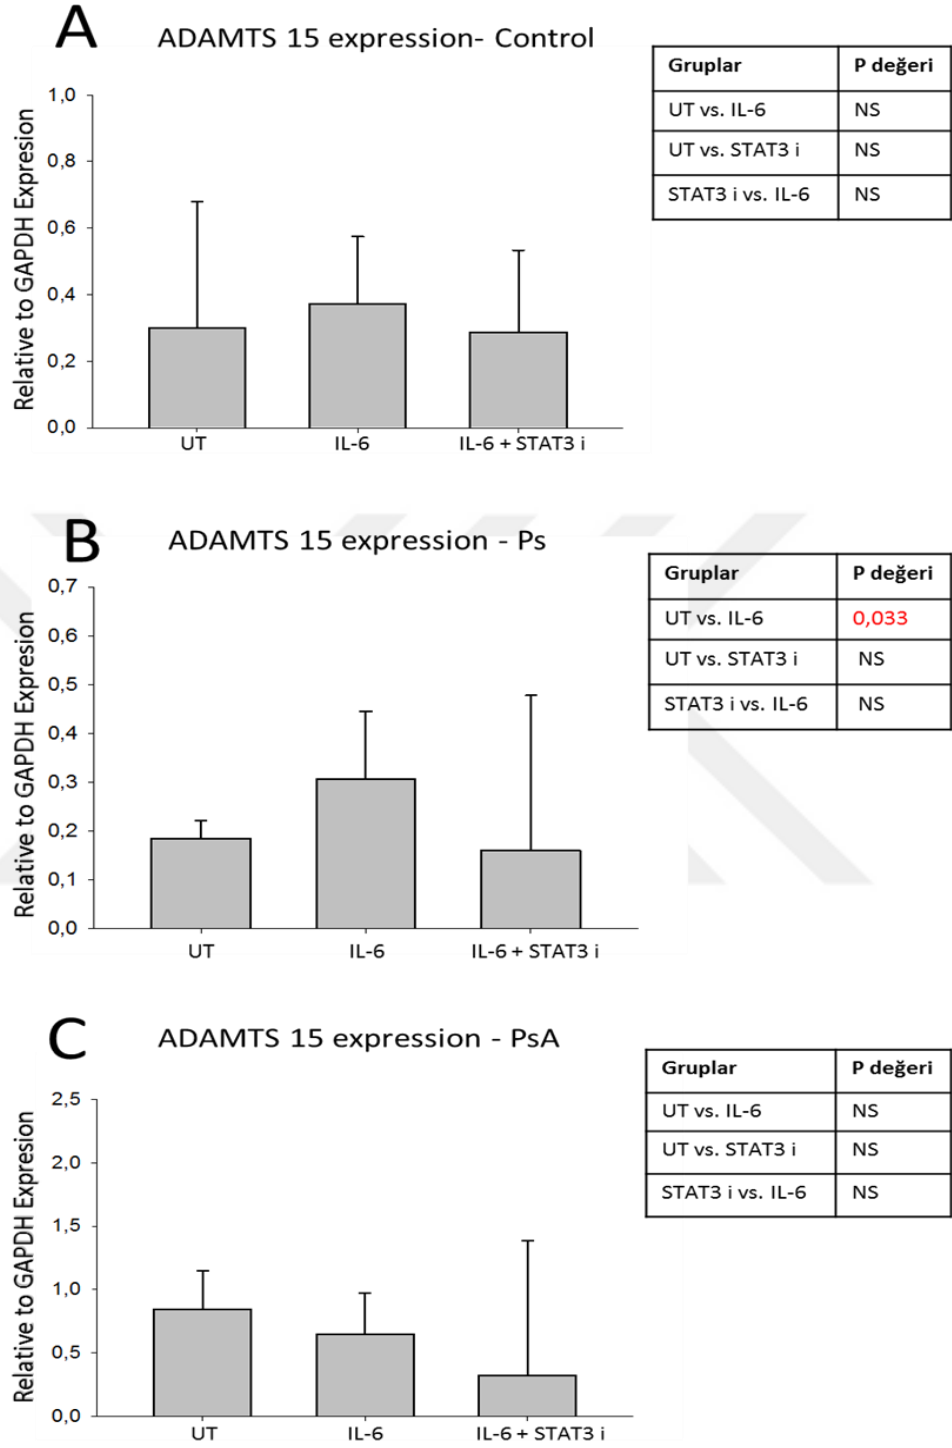 A
ADAMTS 15 expression- Control
Gruplar P değeri
UT vs. IL-6 NS
UT vs. STAT3 i NS
STAT3 i vs. IL-6 NS
Relative to GAPDH Expresion
1,0
0,8
0,6
0,4
0,2
0,0
UT IL-6 IL-6 + STAT3 i
B
ADAMTS 15 expression - Ps
Gruplar P değeri
UT vs. IL-6 0,033
UT vs. STAT3 i NS
STAT3 i vs. IL-6 NS
Relative to GAPDH Expresion
0,7
0,6
0,5
0,4
0,3
0,2
0,1
0,0
UT IL-6 IL-6 + STAT3 i
C
ADAMTS 15 expression - PsA
Gruplar P değeri
UT vs. IL-6 NS
UT vs. STAT3 i NS
STAT3 i vs. IL-6 NS
Relative to GAPDH Expresion
2,5
2,0
1,5
1,0
0,5
0,0
UT IL-6 IL-6 + STAT3 i